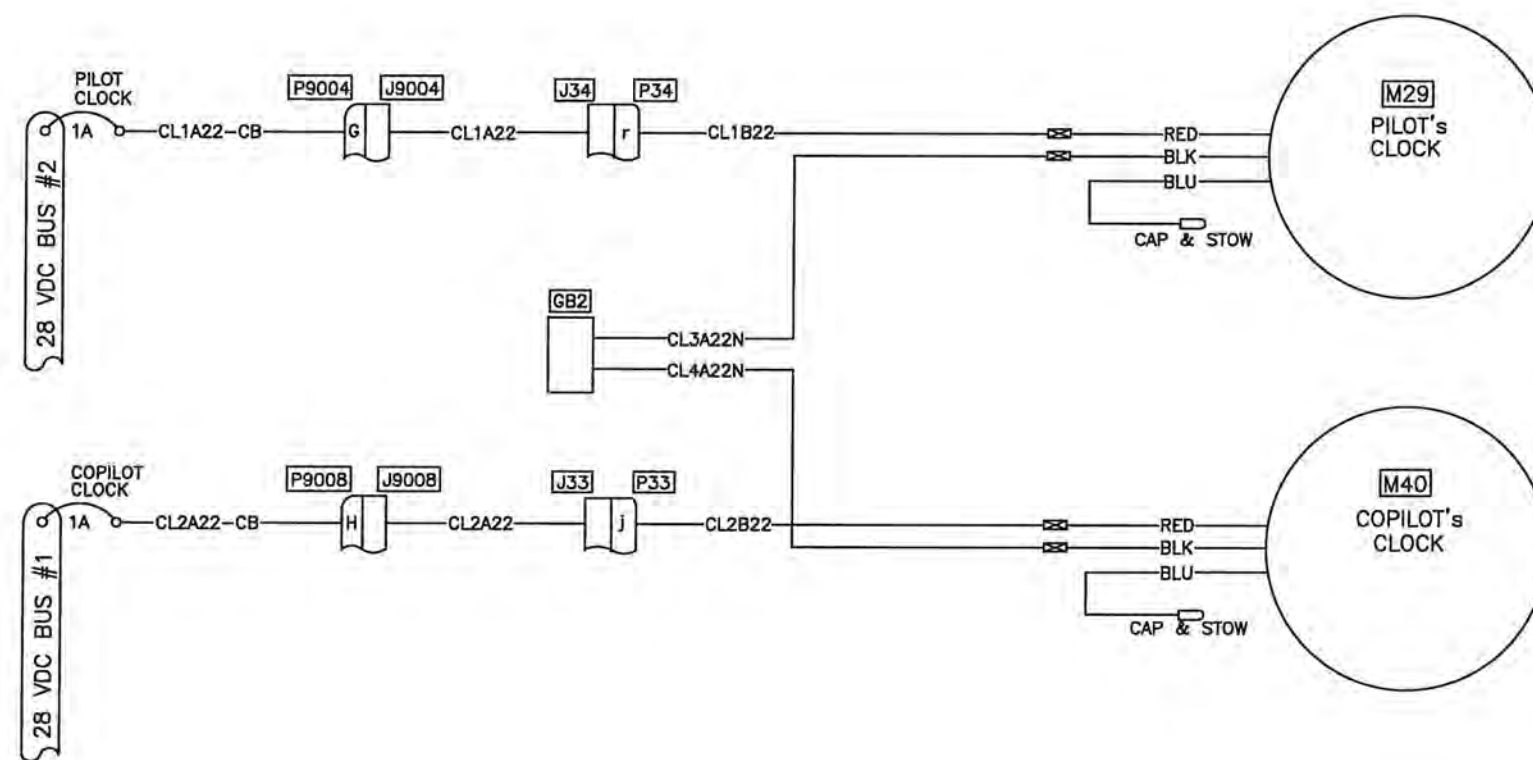 PILOT
CLOCK
1A
28 VDC BUS #2
CL1A22-CB
P9004
J9004
G
CL1A22
J34
P34
r
CL1B22
RED
BLK
BLU
CAP & STOW
M29
PILOT's
CLOCK
GB2
CL3A22N
CL4A22N
COPILOT
CLOCK
1A
28 VDC BUS #1
CL2A22-CB
P9008
J9008
H
CL2A22
J33
P33
j
CL2B22
RED
BLK
BLU
CAP & STOW
M40
COPILOT's
CLOCK